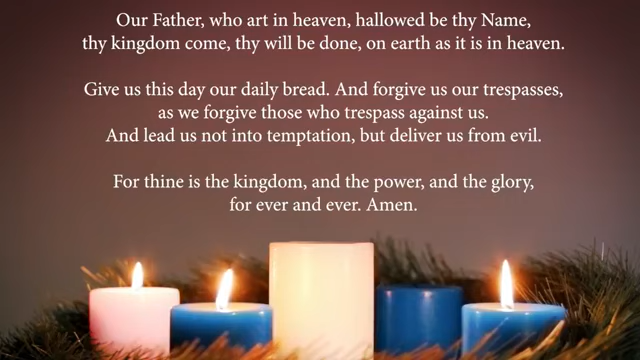 Our Father, who art in heaven, hallowed be thy Name,
thy kingdom come, thy will be done, on earth as it is in heaven.
Give us this day our daily bread. And forgive us our trespasses,
as we forgive those who trespass against us.
And lead us not into temptation, but deliver us from evil.
For thine is the kingdom, and the power, and the glory,
for ever and ever. Amen.